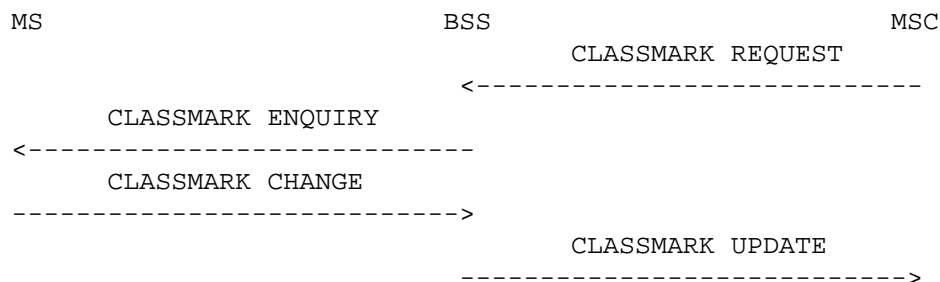 MS BSS MSC
CLASSMARK REQUEST
<----------------------------
CLASSMARK ENQUIRY
<----------------------------
CLASSMARK CHANGE
---------------------------->
CLASSMARK UPDATE
---------------------------->